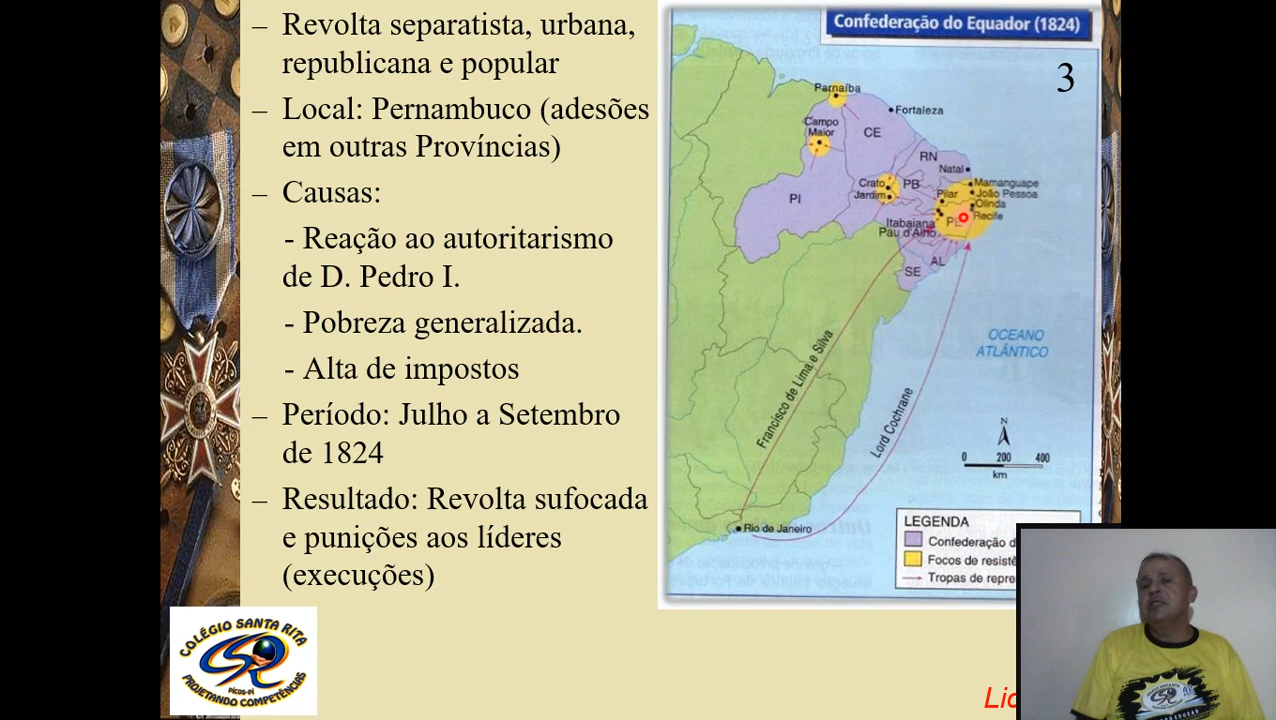 – Revolta separatista, urbana,
republicana e popular
– Local: Pernambuco (adesões
em outras Províncias)
– Causas:
- Reação ao autoritarismo
de D. Pedro I.
- Pobreza generalizada.
- Alta de impostos
– Período: Julho a Setembro
de 1824
– Resultado: Revolta sufocada
e punições aos líderes
(execuções)
Confederação do Equador (1824)
3
Parnaíba
Fortaleza
Campo
Maior
CE
RN
Natal
Crato
Jardim
PB
Pilar
Mamanguape
João Pessoa
Olinda
Recife
PI
Itabaiana
Pau d'Alho
AL
SE
OCEANO
ATLÂNTICO
Francisco de Lima e Silva
Lord Cochrane
N
0 200 400
km
Rio de Janeiro
LEGENDA
Confederação
Focos de
Tropas de
COLÉGIO SANTA RITA
PICOS-PI
PROJETANDO COMPETÊNCIAS